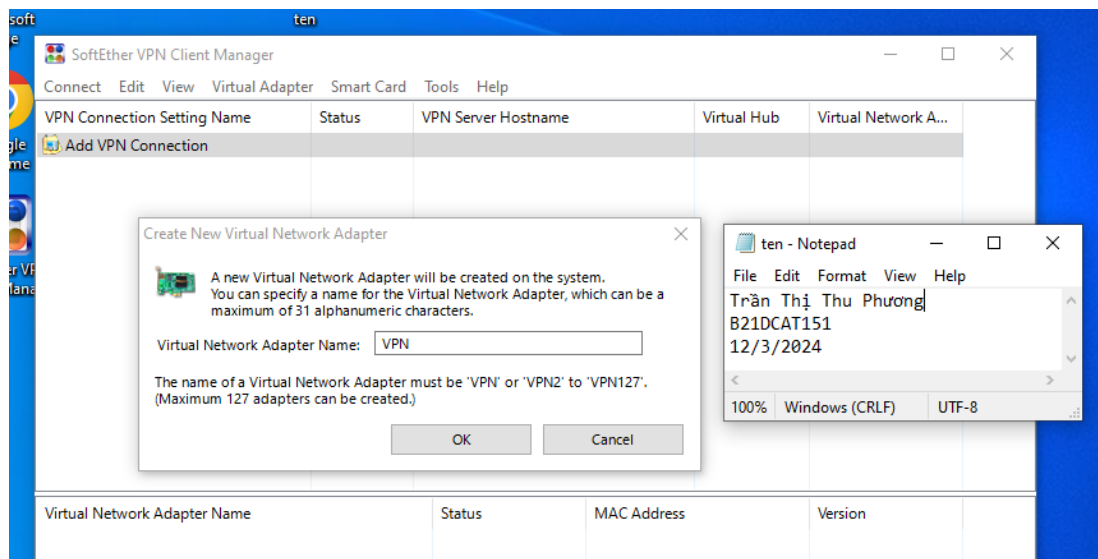 soft
e
ten
SoftEther VPN Client Manager
Connect Edit View Virtual Adapter Smart Card Tools Help
VPN Connection Setting Name Status VPN Server Hostname Virtual Hub Virtual Network A...
Add VPN Connection
gle
me
Create New Virtual Network Adapter
A new Virtual Network Adapter will be created on the system.
You can specify a name for the Virtual Network Adapter, which can be a
maximum of 31 alphanumeric characters.
Virtual Network Adapter Name: VPN
The name of a Virtual Network Adapter must be 'VPN' or 'VPN2' to 'VPN127'.
(Maximum 127 adapters can be created.)
OK Cancel
er VP
Mana
ten - Notepad
File Edit Format View Help
Trần Thị Thu Phương
B21DCAT151
12/3/2024
100% Windows (CRLF) UTF-8
Virtual Network Adapter Name Status MAC Address Version